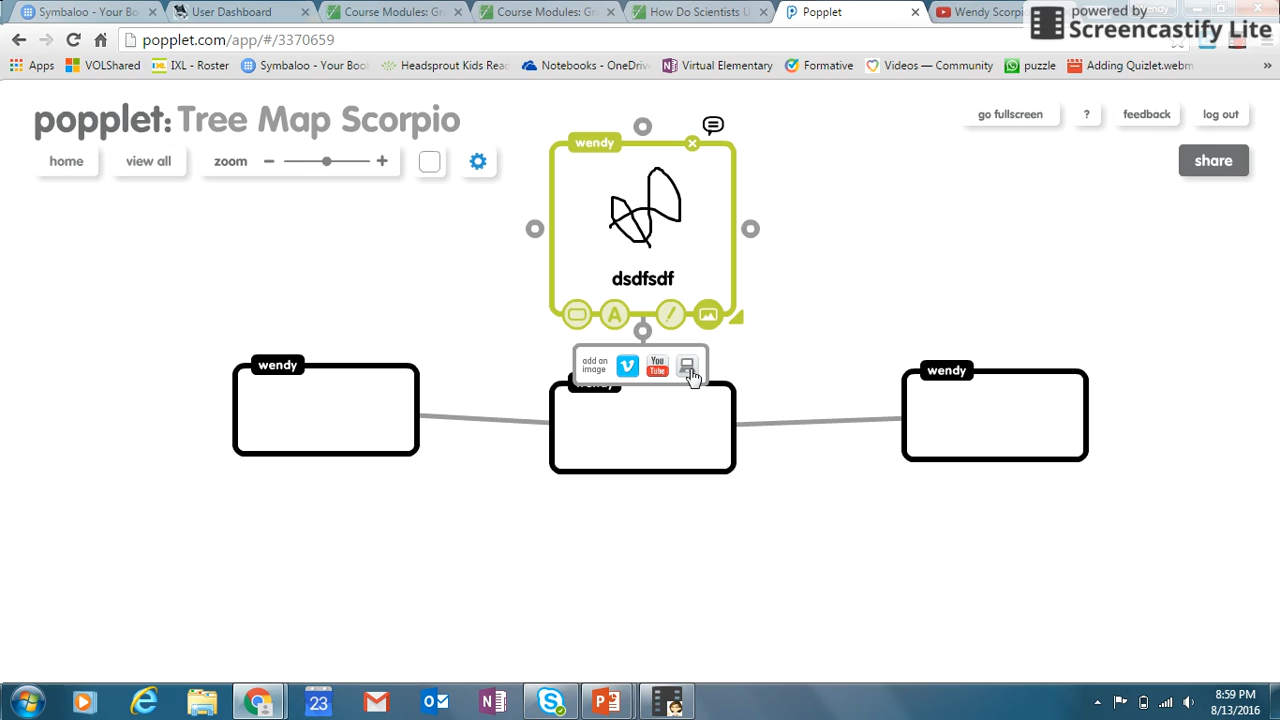 Symbaloo - Your Bo
User Dashboard
Course Modules: Gr
Course Modules: Gr
How Do Scientists U
Popplet
Wendy Scorpi
powered by
Screencastify Lite
popplet.com/app/#/3370659
Apps
VOLShared
IXL - Roster
Symbaloo - Your Boo
Headsprout Kids Re
Notebooks - OneDriv
Virtual Elementary
Formative
Videos — Community
puzzle
Adding Quizlet.webm
»
popplet: Tree Map Scorpio
go fullscreen
?
feedback
log out
home
view all
zoom
share
wendy
dsdfsdf
A
add an
image
You
Tube
wendy
wendy
wendy
23
8:59 PM
8/13/2016